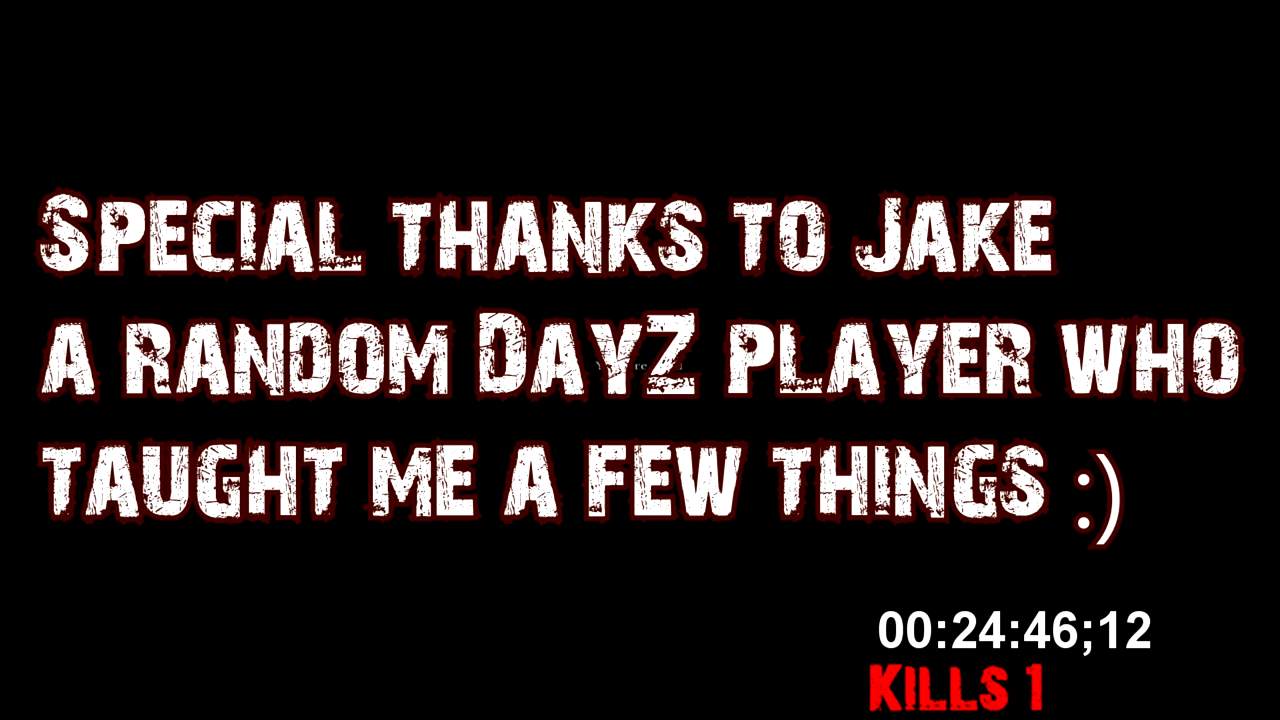 Special thanks to Jake
a random DayZ player who
taught me a few things :)
00:24:46;12
Kills 1